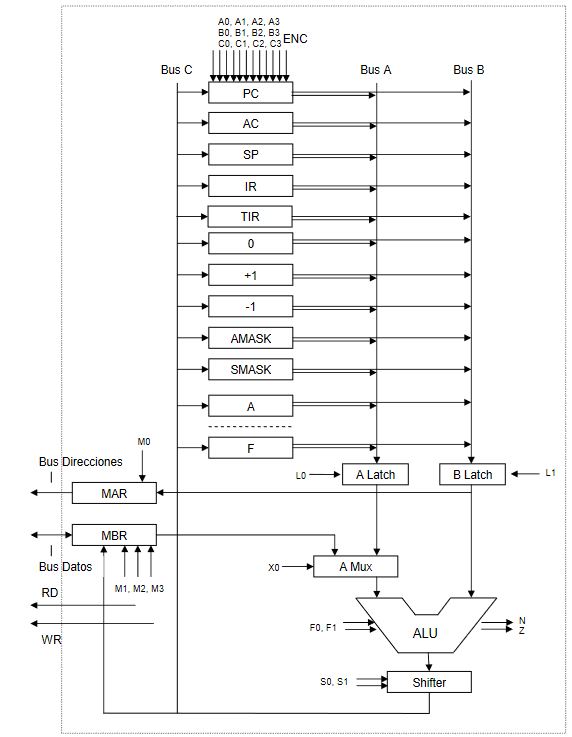 A0, A1, A2, A3
B0, B1, B2, B3
C0, C1, C2, C3 ENC
Bus C
Bus A
Bus B
PC
AC
SP
IR
TIR
0
+1
-1
AMASK
SMASK
A
F
M0
Bus Direcciones
L0
A Latch
B Latch
L1
MAR
MBR
Bus Datos
X0
A Mux
RD
M1, M2, M3
WR
F0, F1
ALU
N
Z
S0, S1
Shifter